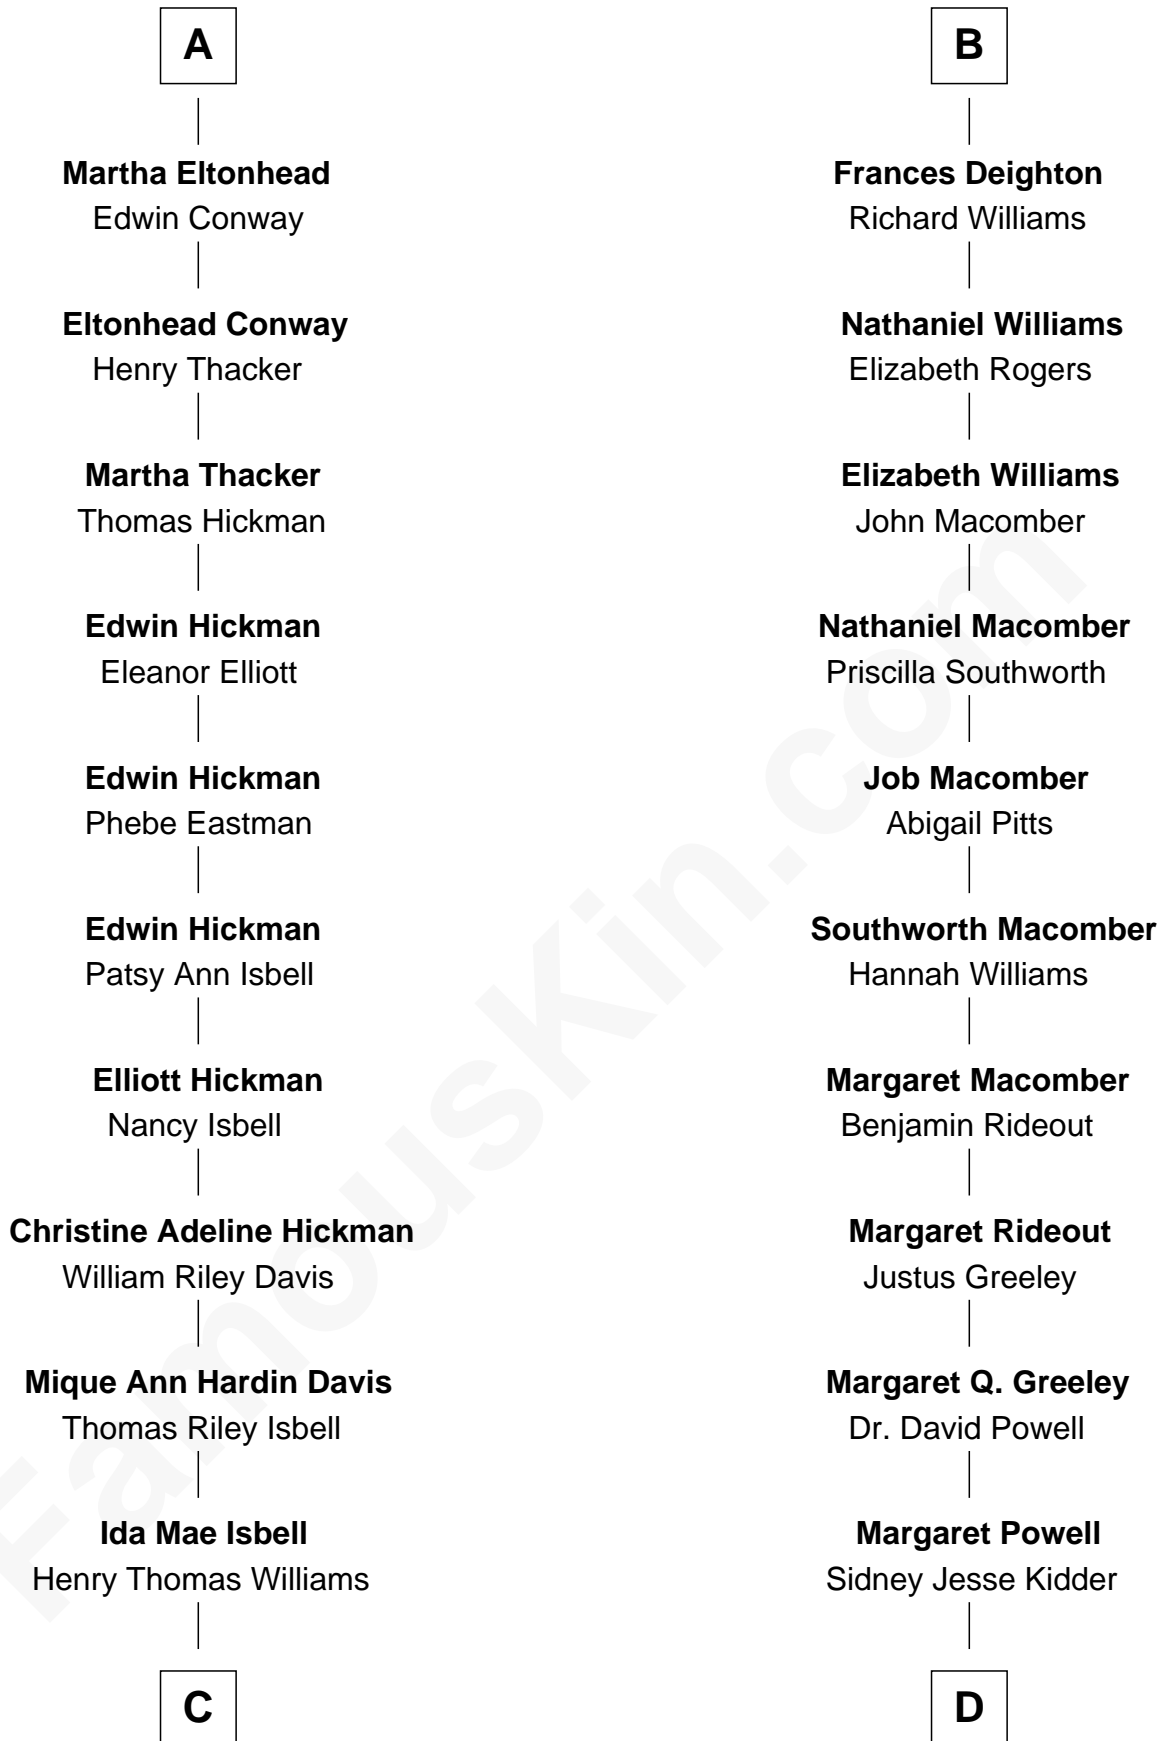 A
Martha Eltonhead
Edwin Conway
Eltonhead Conway
Henry Thacker
Martha Thacker
Thomas Hickman
Edwin Hickman
Eleanor Elliott
Edwin Hickman
Phebe Eastman
Edwin Hickman
Patsy Ann Isbell
Elliott Hickman
Nancy Isbell
Christine Adeline Hickman
William Riley Davis
Mique Ann Hardin Davis
Thomas Riley Isbell
Ida Mae Isbell
Henry Thomas Williams
C
B
Frances Deighton
Richard Williams
Nathaniel Williams
Elizabeth Rogers
Elizabeth Williams
John Macomber
Nathaniel Macomber
Priscilla Southworth
Job Macomber
Abigail Pitts
Southworth Macomber
Hannah Williams
Margaret Macomber
Benjamin Rideout
Margaret Rideout
Justus Greeley
Margaret Q. Greeley
Dr. David Powell
Margaret Powell
Sidney Jesse Kidder
D
FamousKin.com